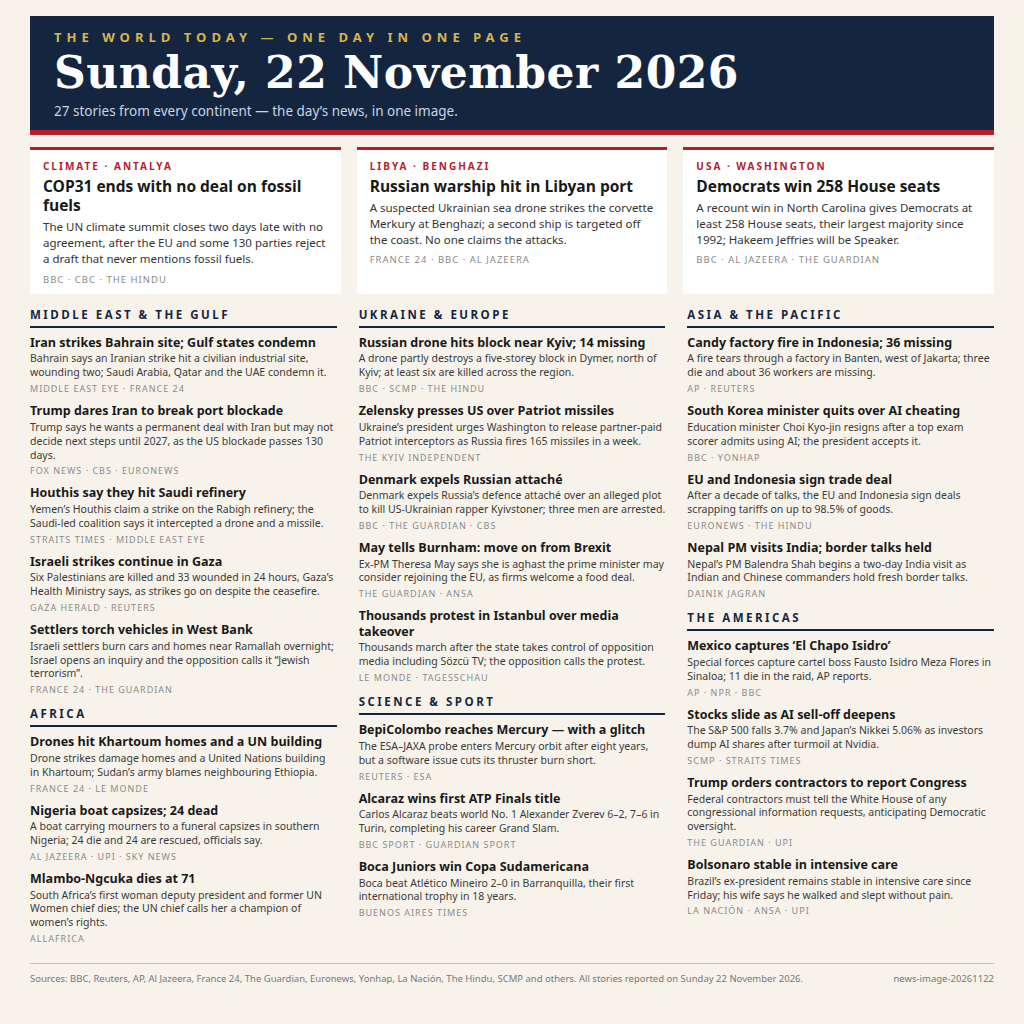 THE WORLD TODAY — ONE DAY IN ONE PAGE
Sunday, 22 November 2026
27 stories from every continent — the day's news, in one image.
CLIMATE · ANTALYA
COP31 ends with no deal on fossil
fuels
The UN climate summit closes two days late with no
agreement, after the EU and some 130 parties reject
a draft that never mentions fossil fuels.
BBC · CBC · THE HINDU
LIBYA · BENGHAZI
Russian warship hit in Libyan port
A suspected Ukrainian sea drone strikes the corvette
Merkury at Benghazi; a second ship is targeted off
the coast. No one claims the attacks.
FRANCE 24 · BBC · AL JAZEERA
USA · WASHINGTON
Democrats win 258 House seats
A recount win in North Carolina gives Democrats at
least 258 House seats, their largest majority since
1992; Hakeem Jeffries will be Speaker.
BBC · AL JAZEERA · THE GUARDIAN
MIDDLE EAST & THE GULF
Iran strikes Bahrain site; Gulf states condemn
Bahrain says an Iranian strike hit a civilian industrial site,
wounding two; Saudi Arabia, Qatar and the UAE condemn it.
MIDDLE EAST EYE · FRANCE 24
Trump dares Iran to break port blockade
Trump says he wants a permanent deal with Iran but may not
decide next steps until 2027, as the US blockade passes 130
days.
FOX NEWS · CBS · EURONEWS
Houthis say they hit Saudi refinery
Yemen's Houthis claim a strike on the Rabigh refinery; the
Saudi-led coalition says it intercepted a drone and a missile.
STRAITS TIMES · MIDDLE EAST EYE
Israeli strikes continue in Gaza
Six Palestinians are killed and 33 wounded in 24 hours, Gaza's
Health Ministry says, as strikes go on despite the ceasefire.
GAZA HERALD · REUTERS
Settlers torch vehicles in West Bank
Israeli settlers burn cars and homes near Ramallah overnight;
Israel opens an inquiry and the opposition calls it “Jewish
terrorism”.
FRANCE 24 · THE GUARDIAN
AFRICA
Drones hit Khartoum homes and a UN building
Drone strikes damage homes and a United Nations building
in Khartoum; Sudan's army blames neighbouring Ethiopia.
FRANCE 24 · LE MONDE
Nigeria boat capsizes; 24 dead
A boat carrying mourners to a funeral capsizes in southern
Nigeria; 24 die and 24 are rescued, officials say.
AL JAZEERA · UPI · SKY NEWS
Mlambo-Ngcuka dies at 71
South Africa's first woman deputy president and former UN
Women chief dies; the UN chief calls her a champion of
women's rights.
ALLAFRICA
UKRAINE & EUROPE
Russian drone hits block near Kyiv; 14 missing
A drone partly destroys a five-storey block in Dymer, north of
Kyiv; at least six are killed across the region.
BBC · SCMP · THE HINDU
Zelensky presses US over Patriot missiles
Ukraine's president urges Washington to release partner-paid
Patriot interceptors as Russia fires 165 missiles in a week.
THE KYIV INDEPENDENT
Denmark expels Russian attaché
Denmark expels Russia's defence attaché over an alleged plot
to kill US-Ukrainian rapper Kyivstoner; three men are arrested.
BBC · THE GUARDIAN · CBS
May tells Burnham: move on from Brexit
Ex-PM Theresa May says she is aghast the prime minister may
consider rejoining the EU, as firms welcome a food deal.
THE GUARDIAN · ANSA
Thousands protest in Istanbul over media
takeover
Thousands march after the state takes control of opposition
media including Sözcü TV; the opposition calls the protest.
LE MONDE · TAGESSCHAU
SCIENCE & SPORT
BepiColombo reaches Mercury — with a glitch
The ESA–JAXA probe enters Mercury orbit after eight years,
but a software issue cuts its thruster burn short.
REUTERS · ESA
Alcaraz wins first ATP Finals title
Carlos Alcaraz beats world No. 1 Alexander Zverev 6–2, 7–6 in
Turin, completing his career Grand Slam.
BBC SPORT · GUARDIAN SPORT
Boca Juniors win Copa Sudamericana
Boca beat Atlético Mineiro 2–0 in Barranquilla, their first
international trophy in 18 years.
BUENOS AIRES TIMES
ASIA & THE PACIFIC
Candy factory fire in Indonesia; 36 missing
A fire tears through a factory in Banten, west of Jakarta; three
die and about 36 workers are missing.
AP · REUTERS
South Korea minister quits over AI cheating
Education minister Choi Kyo-jin resigns after a top exam
scorer admits using AI; the president accepts it.
BBC · YONHAP
EU and Indonesia sign trade deal
After a decade of talks, the EU and Indonesia sign deals
scrapping tariffs on up to 98.5% of goods.
EURONEWS · THE HINDU
Nepal PM visits India; border talks held
Nepal's PM Balendra Shah begins a two-day India visit as
Indian and Chinese commanders hold fresh border talks.
DAINIK JAGRAN
THE AMERICAS
Mexico captures ‘El Chapo Isidro’
Special forces capture cartel boss Fausto Isidro Meza Flores in
Sinaloa; 11 die in the raid, AP reports.
AP · NPR · BBC
Stocks slide as AI sell-off deepens
The S&P 500 falls 3.7% and Japan's Nikkei 5.06% as investors
dump AI shares after turmoil at Nvidia.
SCMP · STRAITS TIMES
Trump orders contractors to report Congress
Federal contractors must tell the White House of any
congressional information requests, anticipating Democratic
oversight.
THE GUARDIAN · UPI
Bolsonaro stable in intensive care
Brazil's ex-president remains stable in intensive care since
Friday; his wife says he walked and slept without pain.
LA NACIÓN · ANSA · UPI
Sources: BBC, Reuters, AP, Al Jazeera, France 24, The Guardian, Euronews, Yonhap, La Nación, The Hindu, SCMP and others. All stories reported on Sunday 22 November 2026.
news-image-20261122